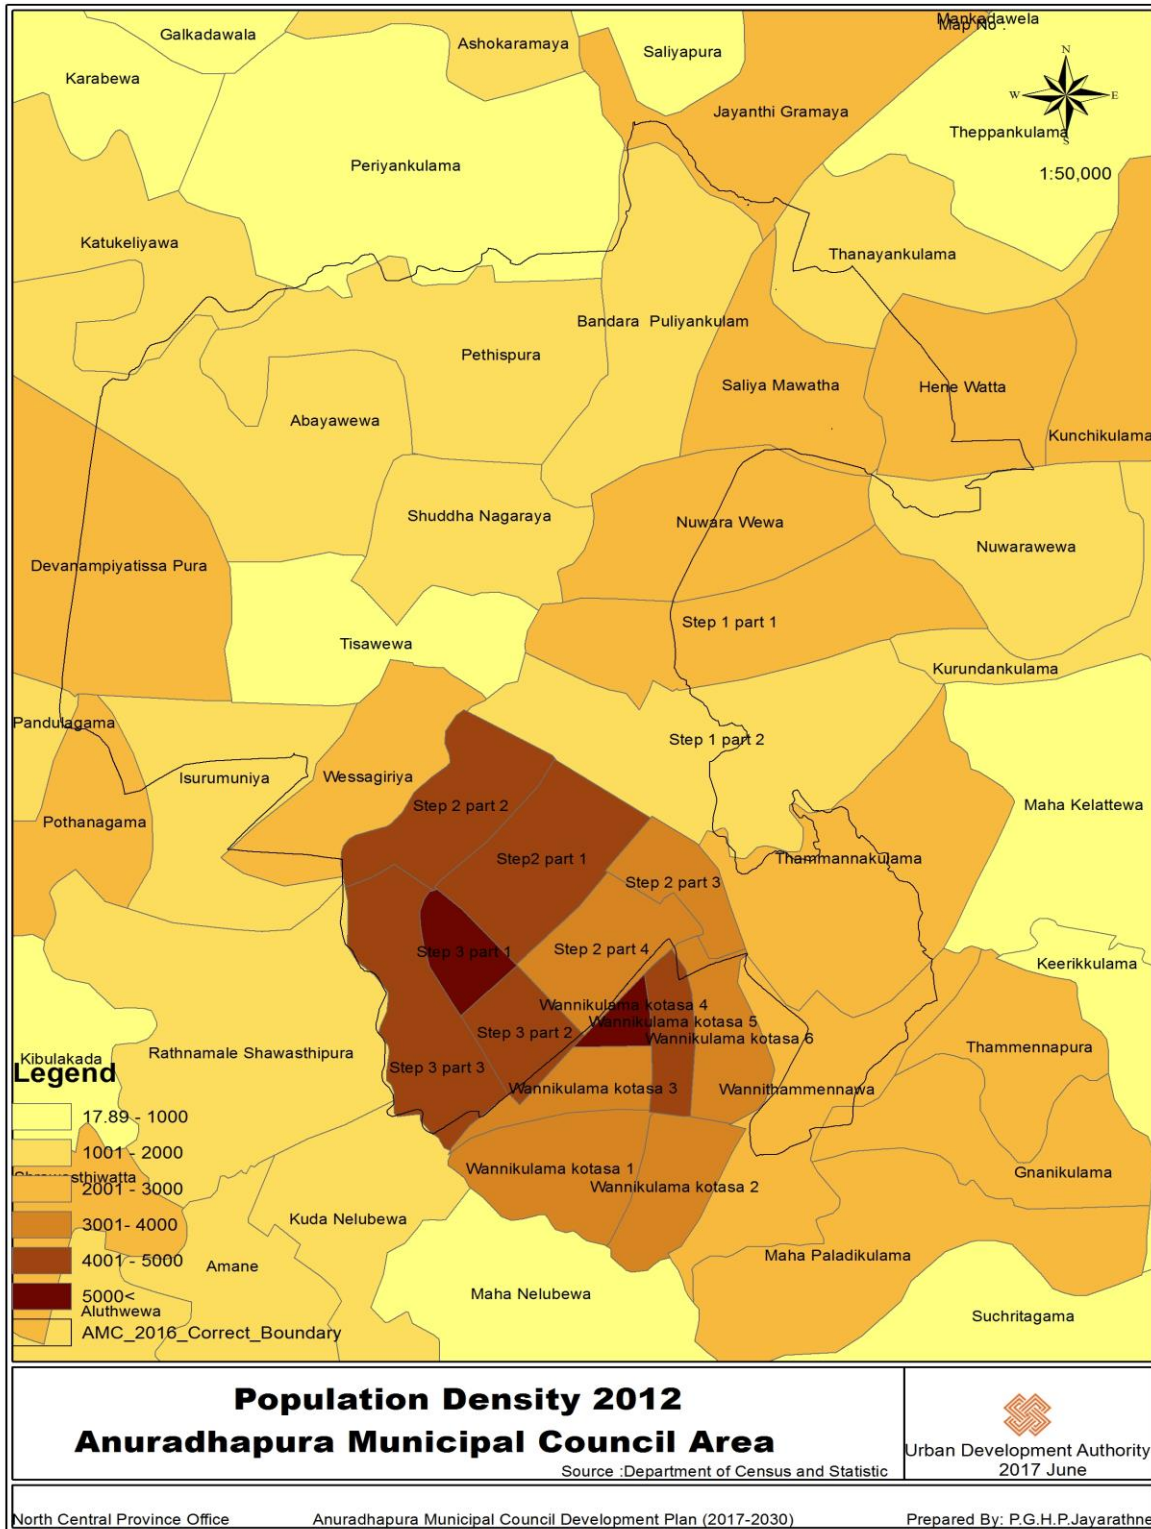 Mankadawela
Map No :
Galkadawala
Ashokaramaya
Saliyapura
Karabewa
Jayanthi Gramaya
N
W
E
S
Theppankulama
Periyankulama
1:50,000
Katukeliyawa
Thanayankulama
Bandara Puliyankulam
Pethispura
Saliya Mawatha
Hene Watta
Abayawewa
Kunchikulama
Shuddha Nagaraya
Nuwara Wewa
Nuwarawewa
Devanampiyatissa Pura
Step 1 part 1
Tisawewa
Kurundankulama
Pandulagama
Step 1 part 2
Isurumuniya
Wessagiriya
Step 2 part 2
Maha Kelattewa
Pothanagama
Step2 part 1
Thammannakulama
Step 2 part 3
Step 3 part 1
Step 2 part 4
Keerikkulama
Wannikulama kotasa 4
Wannikulama kotasa 5
Step 3 part 2
Wannikulama kotasa 6
Thammennapura
Rathnamale Shawasthipura
Kibulakada
Step 3 part 3
Wannikulama kotasa 3
Wannithammennawa
Legend
17.89 - 1000
1001 - 2000
Wannikulama kotasa 1
Gnanikulama
Wannikulama kotasa 2
2001 - 3000
Kuda Nelubewa
3001- 4000
Maha Paladikulama
4001 - 5000
Amane
Maha Nelubewa
5000<
Aluthwewa
Suchritagama
AMC_2016_Correct_Boundary
Population Density 2012
Anuradhapura Municipal Council Area
Source :Department of Census and Statistic
Urban Development Authority
2017 June
North Central Province Office
Anuradhapura Municipal Council Development Plan (2017-2030)
Prepared By: P.G.H.P.Jayarathne